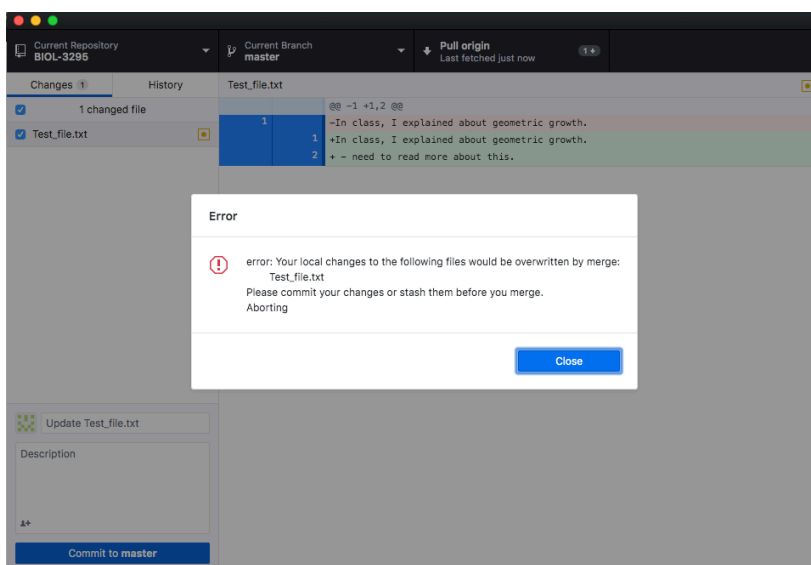 Current Repository
BIOL-3295
Current Branch
master
Pull origin
Last fetched just now
1
Changes 1
History
Test_file.txt
1 changed file
@@ -1 +1,2 @@
Test_file.txt
1 -In class, I explained about geometric growth.
1 +In class, I explained about geometric growth.
2 + - need to read more about this.
Error
error: Your local changes to the following files would be overwritten by merge:
Test_file.txt
Please commit your changes or stash them before you merge.
Aborting
Close
Update Test_file.txt
Description
Commit to master